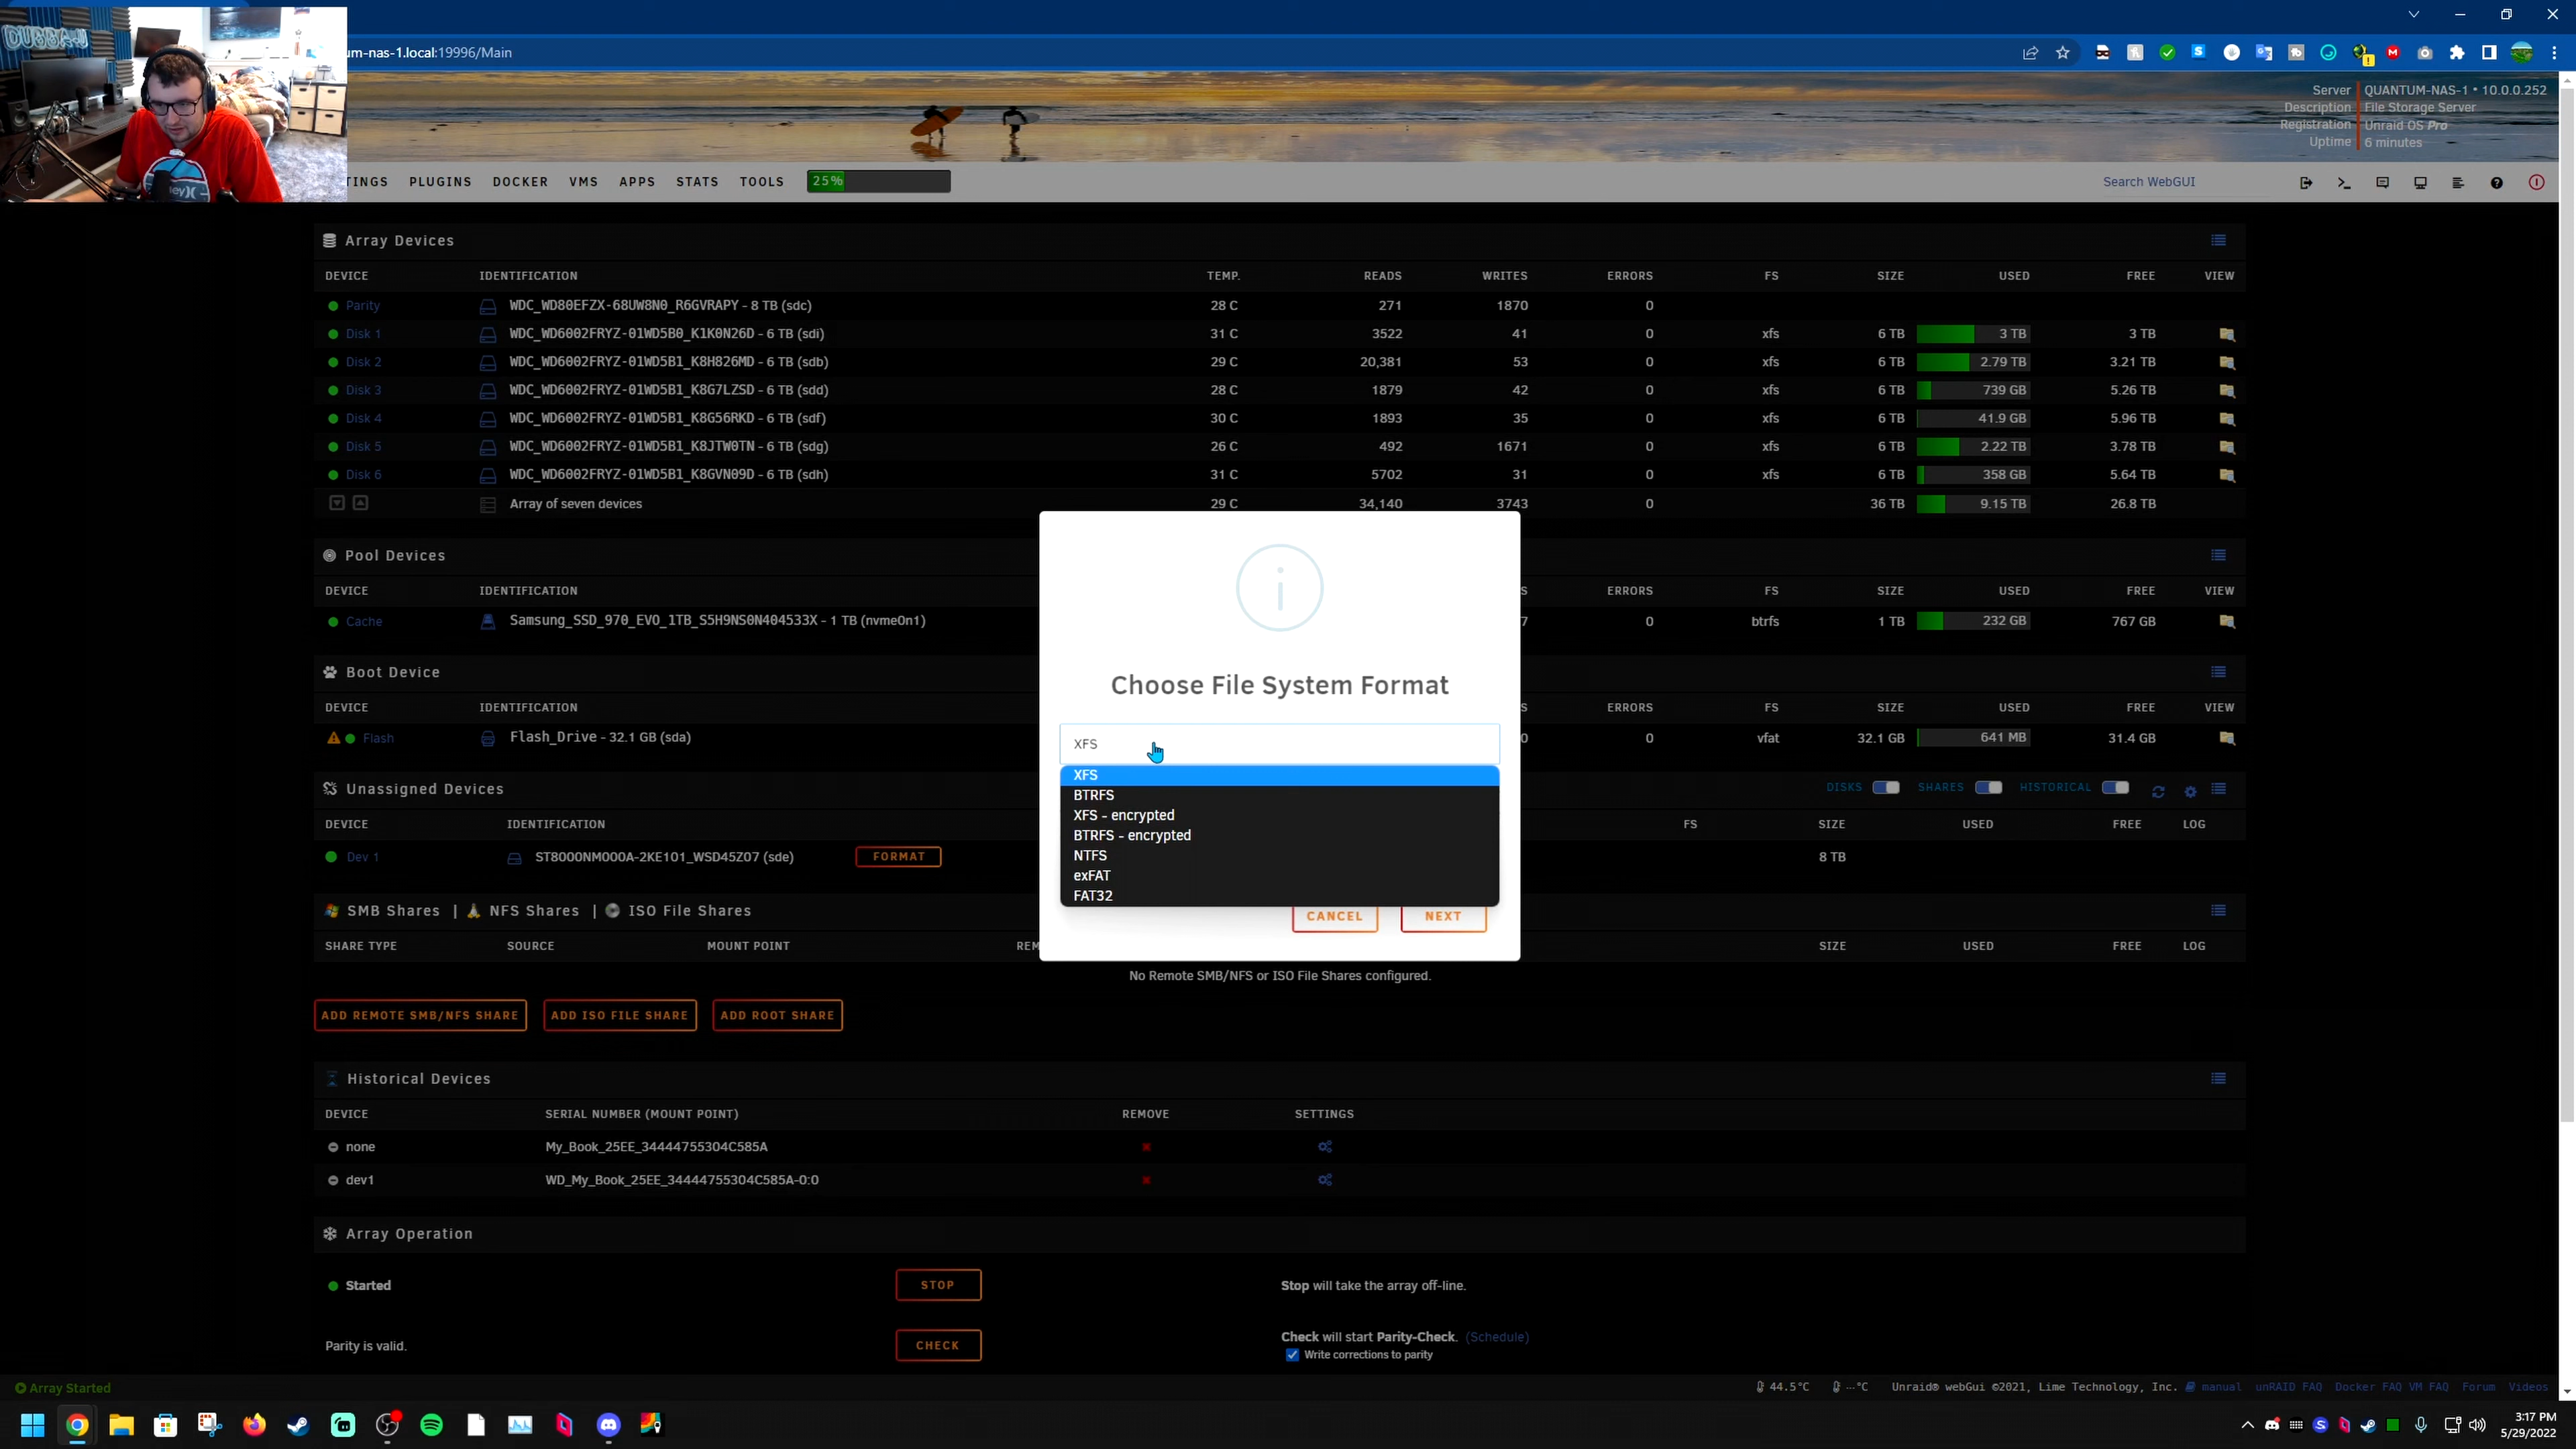 DUBBA-U
um-nas-1.local:19996/Main
Server QUANTUM-NAS-1 • 10.0.0.252
Description File Storage Server
Registration Unraid OS Pro
Uptime 6 minutes
TINGS PLUGINS DOCKER VMS APPS STATS TOOLS 25% Search WebGUI
Array Devices
DEVICE IDENTIFICATION TEMP. READS WRITES ERRORS FS SIZE USED FREE VIEW
Parity WDC_WD80EFZX-68UW8N0_R6GVRAPY - 8 TB (sdc) 28 C 271 1870 0
Disk 1 WDC_WD6002FRYZ-01WD5B0_K1K0N26D - 6 TB (sdi) 31 C 3522 41 0 xfs 6 TB 3 TB 3 TB
Disk 2 WDC_WD6002FRYZ-01WD5B1_K8H826MD - 6 TB (sdb) 29 C 20,381 53 0 xfs 6 TB 2.79 TB 3.21 TB
Disk 3 WDC_WD6002FRYZ-01WD5B1_K8G7LZSD - 6 TB (sdd) 28 C 1879 42 0 xfs 6 TB 739 GB 5.26 TB
Disk 4 WDC_WD6002FRYZ-01WD5B1_K8G56RKD - 6 TB (sdf) 30 C 1893 35 0 xfs 6 TB 41.9 GB 5.96 TB
Disk 5 WDC_WD6002FRYZ-01WD5B1_K8JTW0TN - 6 TB (sdg) 26 C 492 1671 0 xfs 6 TB 2.22 TB 3.78 TB
Disk 6 WDC_WD6002FRYZ-01WD5B1_K8GVN09D - 6 TB (sdh) 31 C 5702 31 0 xfs 6 TB 358 GB 5.64 TB
Array of seven devices 29 C 34,140 3743 0 36 TB 9.15 TB 26.8 TB
Pool Devices
DEVICE IDENTIFICATION S ERRORS FS SIZE USED FREE VIEW
Cache Samsung_SSD_970_EVO_1TB_S5H9NS0N404533X - 1 TB (nvme0n1) 7 0 btrfs 1 TB 232 GB 767 GB
Boot Device
DEVICE IDENTIFICATION S ERRORS FS SIZE USED FREE VIEW
Flash Flash_Drive - 32.1 GB (sda) 0 0 vfat 32.1 GB 641 MB 31.4 GB
Choose File System Format
XFS
XFS
BTRFS
XFS - encrypted
BTRFS - encrypted
NTFS
exFAT
FAT32
CANCEL NEXT
Unassigned Devices DISKS SHARES HISTORICAL
DEVICE IDENTIFICATION FS SIZE USED FREE LOG
Dev 1 ST8000NM000A-2KE101_WSD45Z07 (sde) FORMAT 8 TB
SMB Shares | NFS Shares | ISO File Shares
SHARE TYPE SOURCE MOUNT POINT REM SIZE USED FREE LOG
No Remote SMB/NFS or ISO File Shares configured.
ADD REMOTE SMB/NFS SHARE ADD ISO FILE SHARE ADD ROOT SHARE
Historical Devices
DEVICE SERIAL NUMBER (MOUNT POINT) REMOVE SETTINGS
none My_Book_25EE_34444755304C585A
dev1 WD_My_Book_25EE_34444755304C585A-0:0
Array Operation
Started STOP Stop will take the array off-line.
Parity is valid. CHECK Check will start Parity-Check. (Schedule)
Write corrections to parity
Array Started 44.5°C --°C Unraid® webGui ©2021, Lime Technology, Inc. manual unRAID FAQ Docker FAQ VM FAQ Forum Videos
3:17 PM
5/29/2022